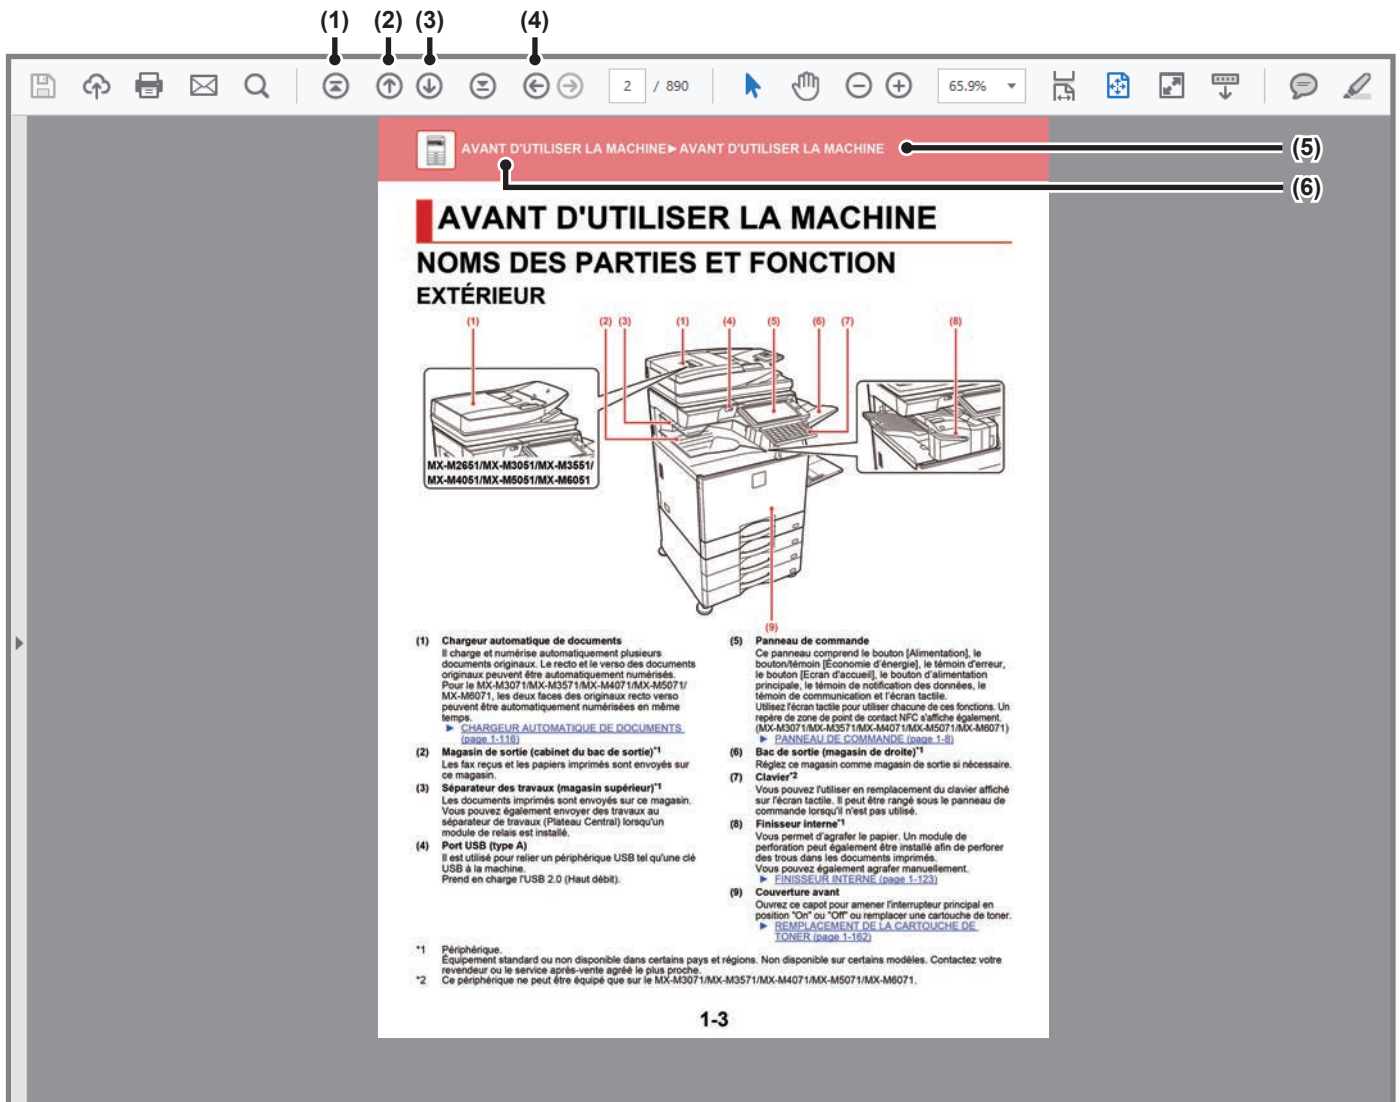 (1) (2) (3) (4)
2 / 890 65.9%
AVANT D'UTILISER LA MACHINE►AVANT D'UTILISER LA MACHINE
(5)
(6)
AVANT D'UTILISER LA MACHINE
NOMS DES PARTIES ET FONCTION
EXTÉRIEUR
(1) (2) (3) (1) (4) (5) (6) (7) (8)
MX-M2651/MX-M3051/MX-M3551/
MX-M4051/MX-M5051/MX-M6051
(9)
(1) Chargeur automatique de documents
Il charge et numérise automatiquement plusieurs
documents originaux. Le recto et le verso des documents
originaux peuvent être automatiquement numérisés.
Pour le MX-M3071/MX-M3571/MX-M4071/MX-M5071/
MX-M6071, les deux faces des originaux recto verso
peuvent être automatiquement numérisées en même
temps.
► CHARGEUR AUTOMATIQUE DE DOCUMENTS
(page 1-116)
(2) Magasin de sortie (cabinet du bac de sortie)*1
Les fax reçus et les papiers imprimés sont envoyés sur
ce magasin.
(3) Séparateur des travaux (magasin supérieur)*1
Les documents imprimés sont envoyés sur ce magasin.
Vous pouvez également envoyer des travaux au
séparateur de travaux (Plateau Central) lorsqu'un
module de relais est installé.
(4) Port USB (type A)
Il est utilisé pour relier un périphérique USB tel qu'une clé
USB à la machine.
Prend en charge l'USB 2.0 (Haut débit).
(5) Panneau de commande
Ce panneau comprend le bouton [Alimentation], le
bouton/témoin [Économie d'énergie], le témoin d'erreur,
le bouton [Ecran d'accueil], le bouton d'alimentation
principale, le témoin de notification des données, le
témoin de communication et l'écran tactile.
Utilisez l'écran tactile pour utiliser chacune de ces fonctions. Un
repère de zone de point de contact NFC s'affiche également.
(MX-M3071/MX-M3571/MX-M4071/MX-M5071/MX-M6071)
► PANNEAU DE COMMANDE (page 1-8)
(6) Bac de sortie (magasin de droite)*1
Réglez ce magasin comme magasin de sortie si nécessaire.
(7) Clavier*2
Vous pouvez l'utiliser en remplacement du clavier affiché
sur l'écran tactile. Il peut être rangé sous le panneau de
commande lorsqu'il n'est pas utilisé.
(8) Finisseur interne*1
Vous permet d'agrafer le papier. Un module de
perforation peut également être installé afin de perforer
des trous dans les documents imprimés.
Vous pouvez également agrafer manuellement.
► FINISSEUR INTERNE (page 1-123)
(9) Couverture avant
Ouvrez ce capot pour amener l'interrupteur principal en
position "On" ou "Off" ou remplacer une cartouche de toner.
► REMPLACEMENT DE LA CARTOUCHE DE
TONER (page 1-162)
*1 Périphérique.
Équipement standard ou non disponible dans certains pays et régions. Non disponible sur certains modèles. Contactez votre
revendeur ou le service après-vente agréé le plus proche.
*2 Ce périphérique ne peut être équipé que sur le MX-M3071/MX-M3571/MX-M4071/MX-M5071/MX-M6071.
1-3